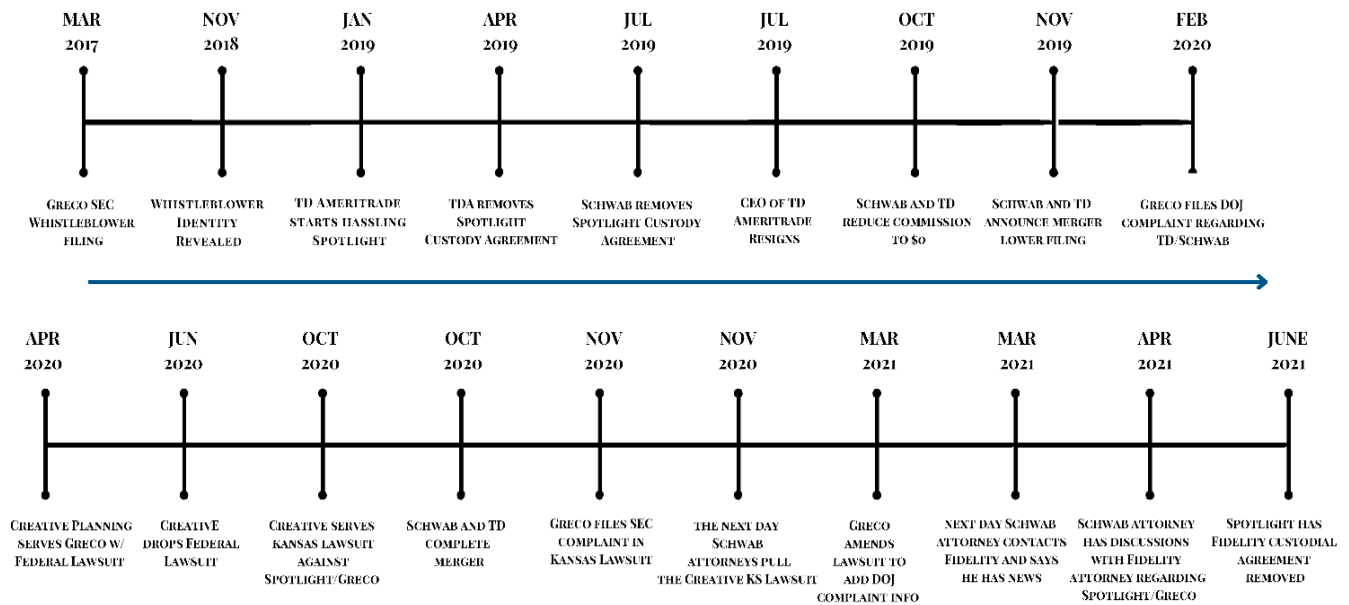 MAR
2017
GRECO SEC
WHISTLEBLOWER
FILING
NOV
2018
WHISTLEBLOWER
IDENTITY
REVEALED
JAN
2019
TD AMERITRADE
STARTS HASSLING
SPOTLIGHT
APR
2019
TDA REMOVES
SPOTLIGHT
CUSTODY AGREEMENT
JUL
2019
SCHWAB REMOVES
SPOTLIGHT CUSTODY
AGREEMENT
JUL
2019
CEO OF TD
AMERITRADE
RESIGNS
OCT
2019
SCHWAB AND TD
REDUCE COMMISSION
TO $0
NOV
2019
SCHWAB AND TD
ANNOUNCE MERGER
LOWER FILING
FEB
2020
GRECO FILES DOJ
COMPLAINT REGARDING
TD/SCHWAB
APR
2020
CREATIVE PLANNING
SERVES GRECO W/
FEDERAL LAWSUIT
JUN
2020
CREATIVE
DROPS FEDERAL
LAWSUIT
OCT
2020
CREATIVE SERVES
KANSAS LAWSUIT
AGAINST
SPOTLIGHT/GRECO
OCT
2020
SCHWAB AND TD
COMPLETE
MERGER
NOV
2020
GRECO FILES SEC
COMPLAINT IN
KANSAS LAWSUIT
NOV
2020
THE NEXT DAY
SCHWAB
ATTORNEYS PULL
THE CREATIVE KS LAWSUIT
MAR
2021
GRECO
AMENDS
LAWSUIT TO
ADD DOJ
COMPLAINT INFO
MAR
2021
NEXT DAY SCHWAB
ATTORNEY CONTACTS
FIDELITY AND SAYS
HE HAS NEWS
APR
2021
SCHWAB ATTORNEY
HAS DISCUSSIONS
WITH FIDELITY
ATTORNEY REGARDING
SPOTLIGHT/GRECO
JUNE
2021
SPOTLIGHT HAS
FIDELITY CUSTODIAL
AGREEMENT
REMOVED